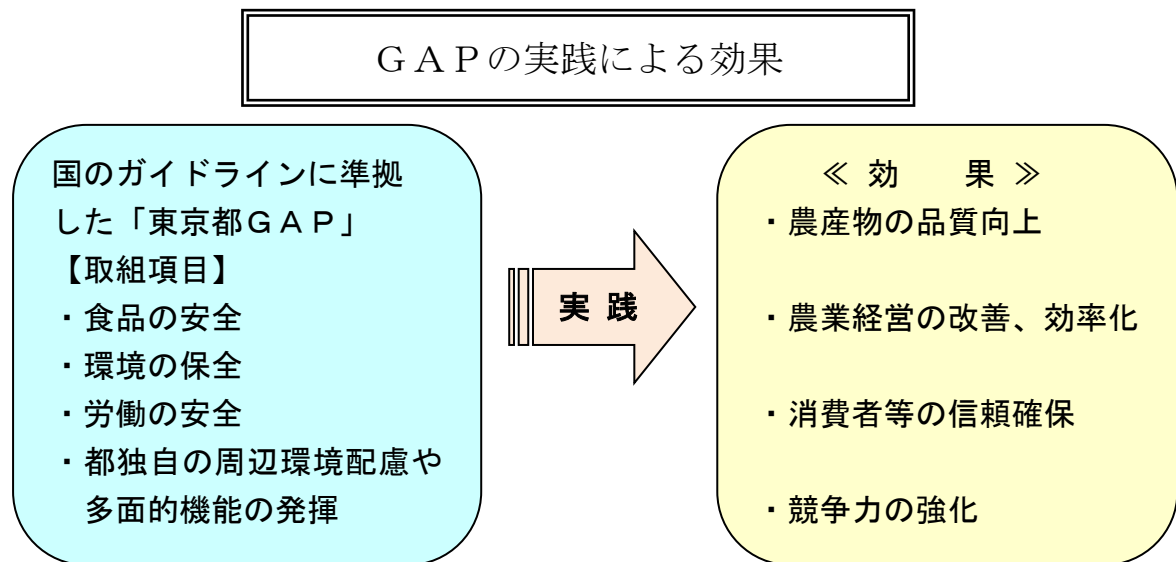 ＧＡＰの実践による効果
国のガイドラインに準拠
した「東京都ＧＡＰ」
【取組項目】
・食品の安全
・環境の保全
・労働の安全
・都独自の周辺環境配慮や
多面的機能の発揮
実 践
≪ 効　　果 ≫
・農産物の品質向上
・農業経営の改善、効率化
・消費者等の信頼確保
・競争力の強化